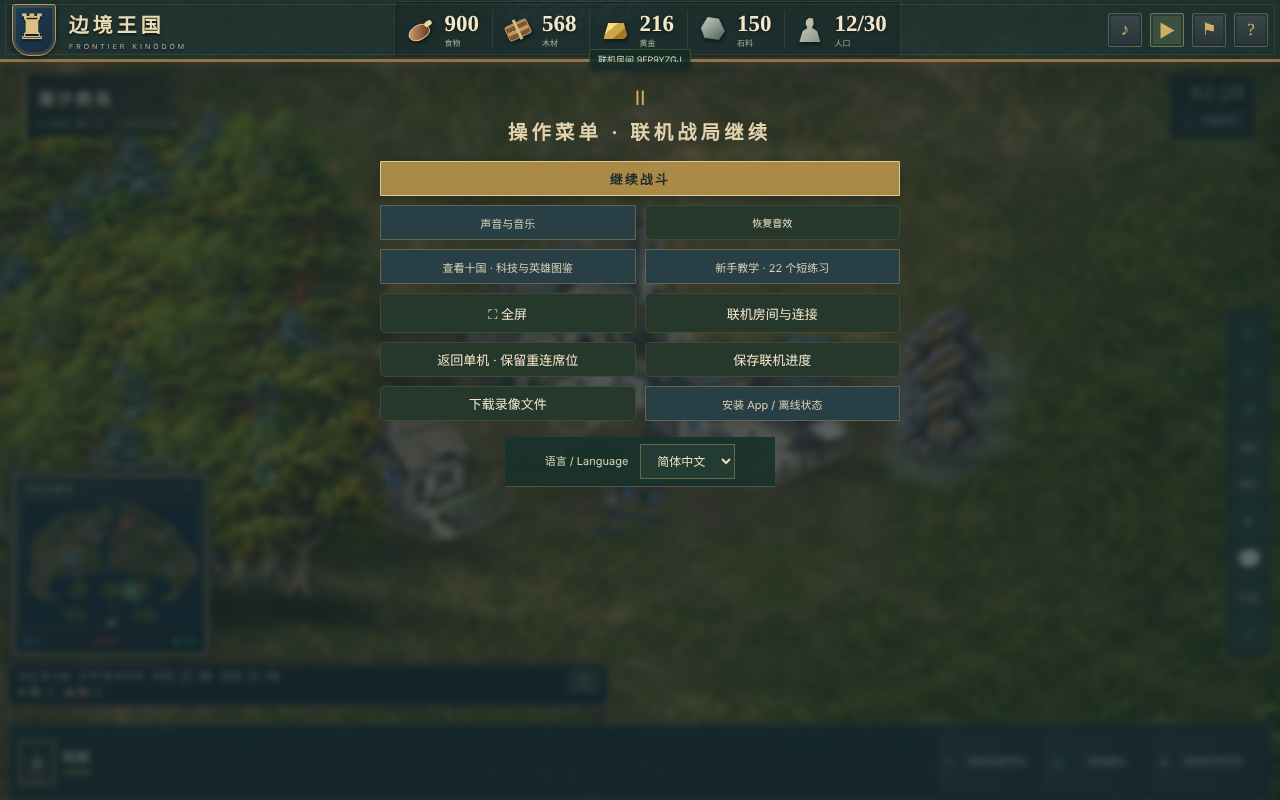 边境王国
FRONTIER KINGDOM
900
食物
568
木材
216
黄金
150
石料
12/30
人口
♪
▶
⚑
?
操作菜单 · 联机战局继续
继续战斗
声音与音乐
恢复音效
查看十国 · 科技与英雄图鉴
新手教学 · 22 个短练习
⛶ 全屏
联机房间与连接
返回单机 · 保留重连席位
保存联机进度
下载录像文件
安装 App / 离线状态
语言 / Language
简体中文